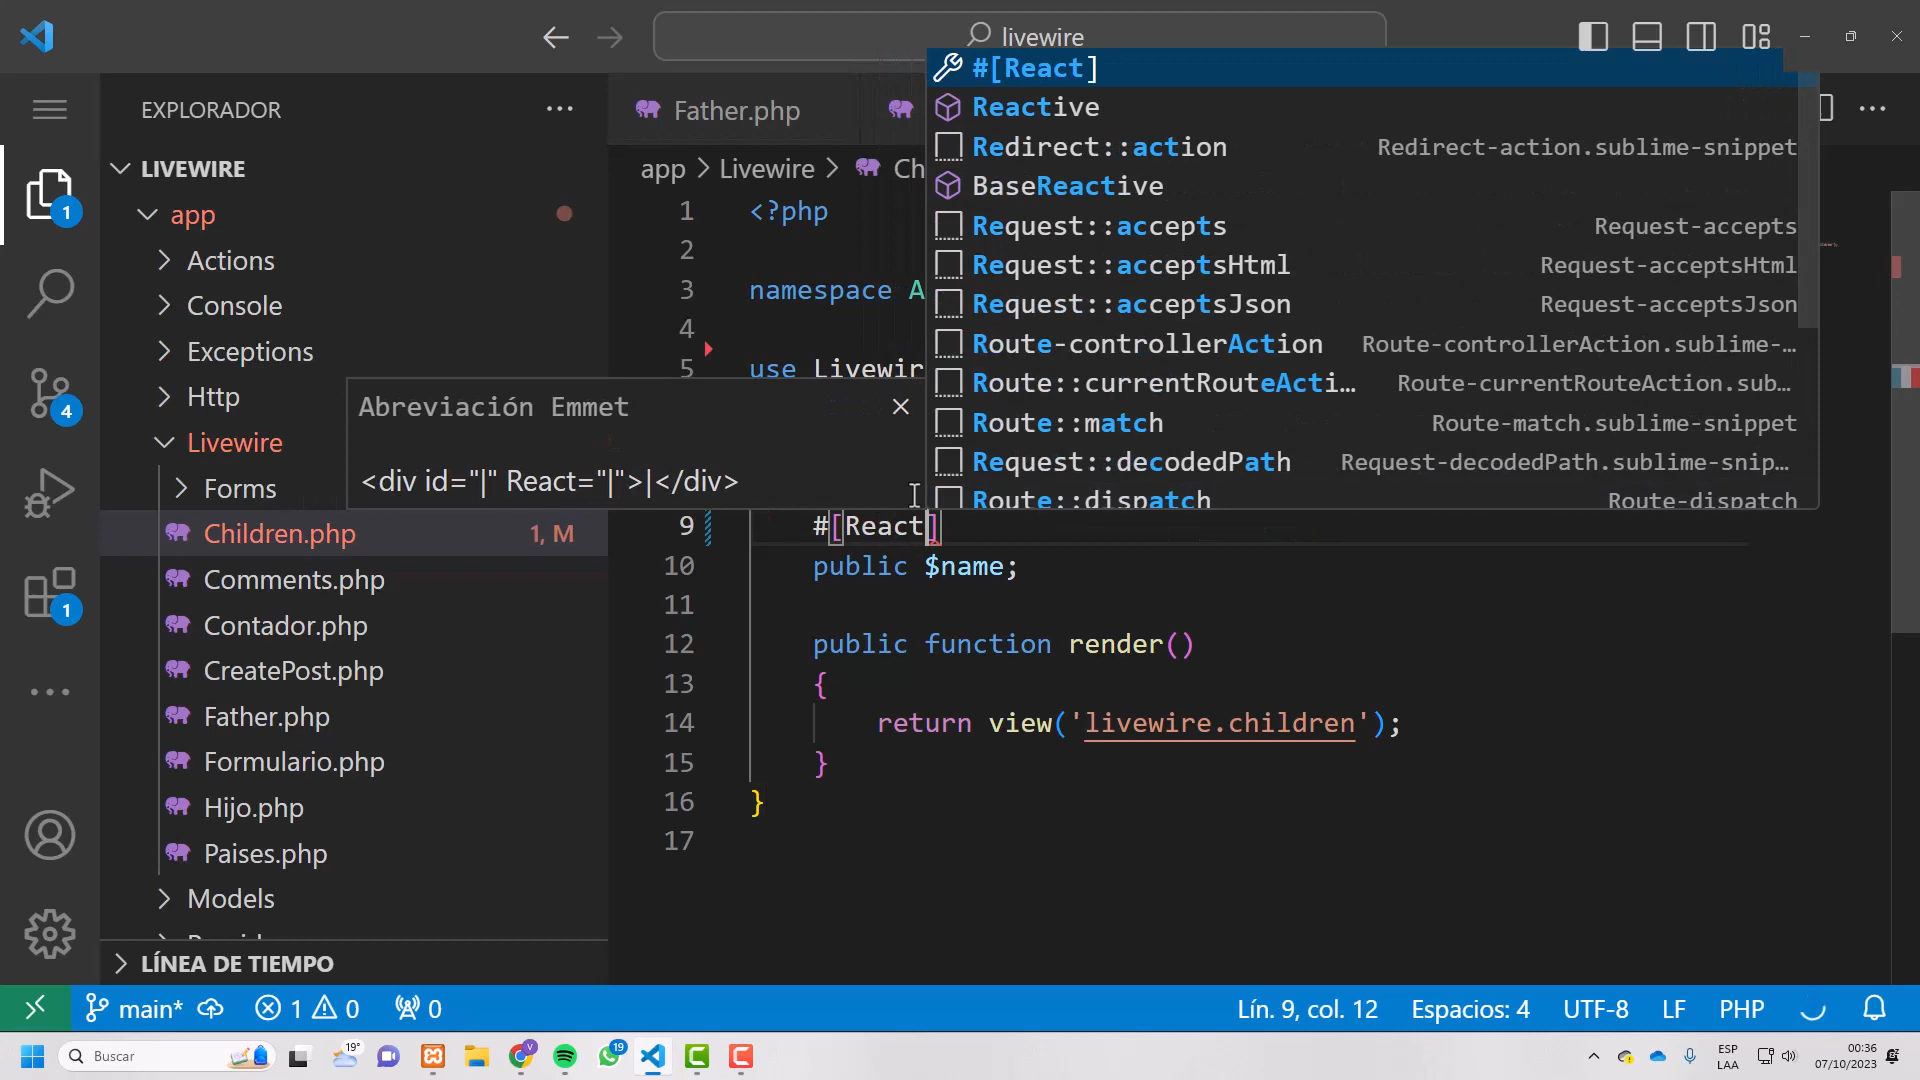 livewire
EXPLORADOR
LIVEWIRE
app
Actions
Console
Exceptions
Http
Livewire
Forms
Children.php 1, M
Comments.php
Contador.php
CreatePost.php
Father.php
Formulario.php
Hijo.php
Paises.php
Models
LÍNEA DE TIEMPO
1
4
1
Father.php
app > Livewire > Ch
1 <?php
2
3 namespace A
4
5 use Livewir
Abreviación Emmet
<div id="|" React="|">|</div>
#[React]
Reactive
Redirect::action Redirect-action.sublime-snippet
BaseReactive
Request::accepts Request-accepts
Request::acceptsHtml Request-acceptsHtml
Request::acceptsJson Request-acceptsJson
Route-controllerAction Route-controllerAction.sublime-…
Route::currentRouteActi… Route-currentRouteAction.sub…
Route::match Route-match.sublime-snippet
Request::decodedPath Request-decodedPath.sublime-snip…
Route::dispatch Route-dispatch
9 #[React]
10 public $name;
11
12 public function render()
13 {
14 return view('livewire.children');
15 }
16 }
17
main* 1 0 0
Lín. 9, col. 12 Espacios: 4 UTF-8 LF PHP
Buscar 19° V 19
ESP
LAA
00:36
07/10/2023